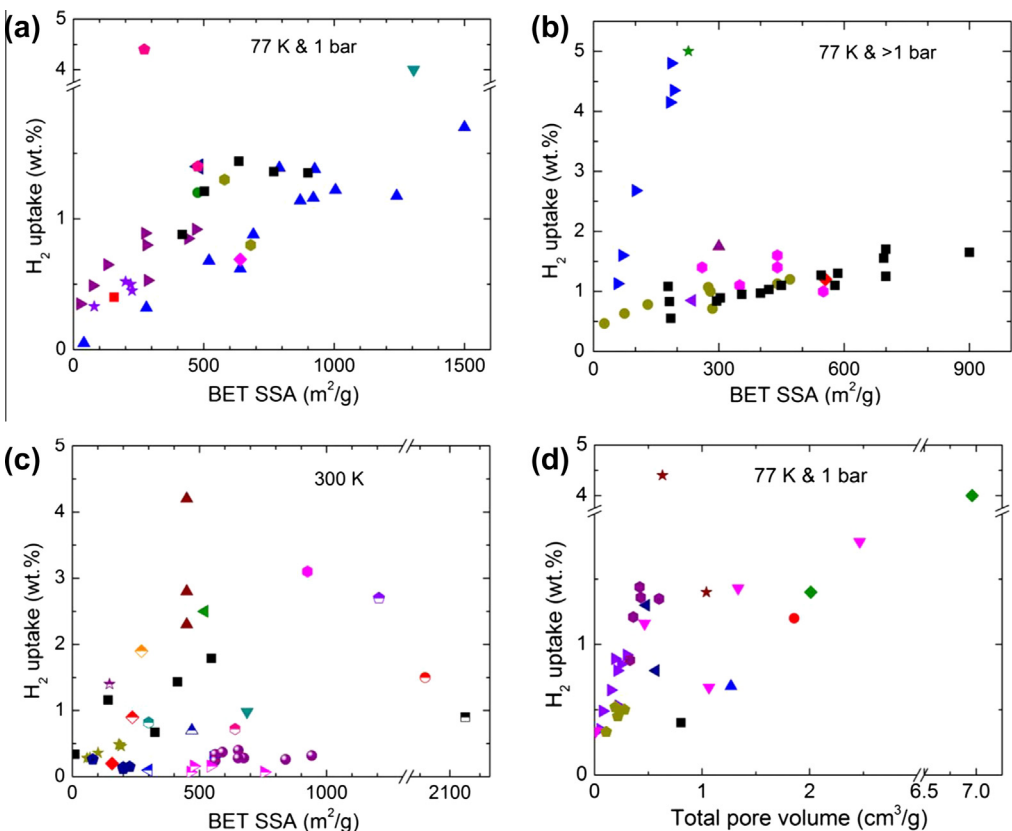 (a)
77 K & 1 bar
H2 uptake (wt.%)
4
1
0
0 500 1000 1500
BET SSA (m²/g)
(b)
77 K & >1 bar
H2 uptake (wt.%)
5
4
3
2
1
0
0 300 600 900
BET SSA (m²/g)
(c)
300 K
H2 uptake (wt.%)
5
4
3
2
1
0
0 500 1000 2100
BET SSA (m²/g)
(d)
77 K & 1 bar
H2 uptake (wt.%)
5
4
1
0
0 1 2 6.5 7.0
Total pore volume (cm³/g)